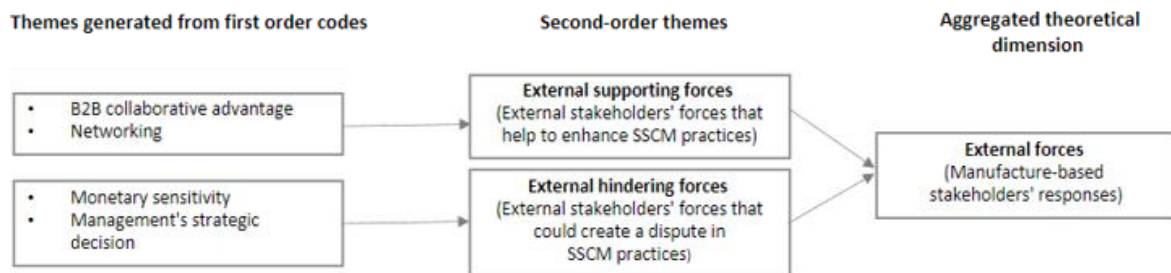 Themes generated from first order codes
Second-order themes
Aggregated theoretical
dimension
• B2B collaborative advantage
• Networking
External supporting forces
(External stakeholders' forces that
help to enhance SSCM practices)
• Monetary sensitivity
• Management's strategic
decision
External hindering forces
(External stakeholders' forces that
could create a dispute in
SSCM practices)
External forces
(Manufacture-based
stakeholders' responses)